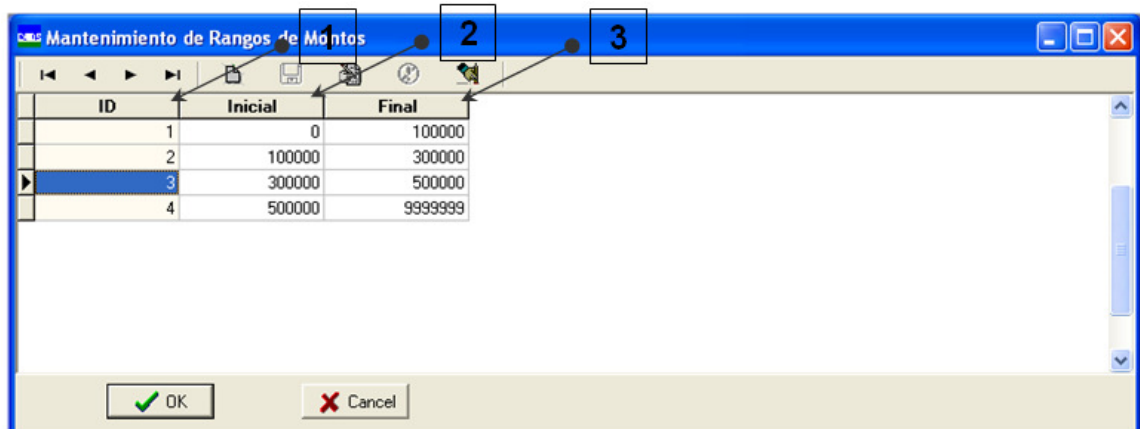 Mantenimiento de Rangos de Montos
1
2
3
ID Inicial Final
1 0 100000
2 100000 300000
3 300000 500000
4 500000 9999999
OK Cancel